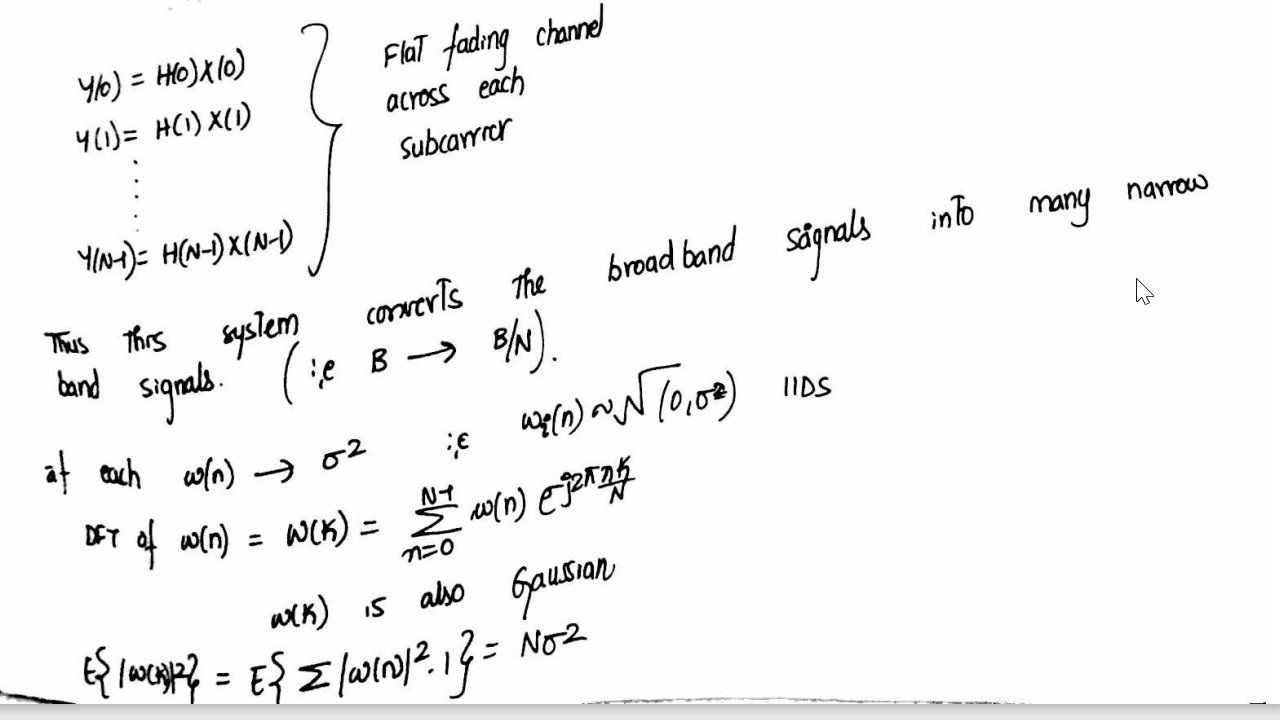 Y(0) = H(0)X(0)
Y(1) = H(1)X(1)
Y(N-1) = H(N-1)X(N-1)
Flat fading channel
across each
subcarrier
Thus this system converts the broadband signals into many narrow
band signals. (i;e B → B/N).
at each w(n) → σ² i;e wᵢ(n) ~ N(0,σ²) IIDS
DFT of w(n) = W(K) = Σ_{n=0}^{N-1} w(n) e^{-j2πnK/N}
w(K) is also Gaussian
E{|w(K)|²} = E{Σ|w(n)|².1} = Nσ²